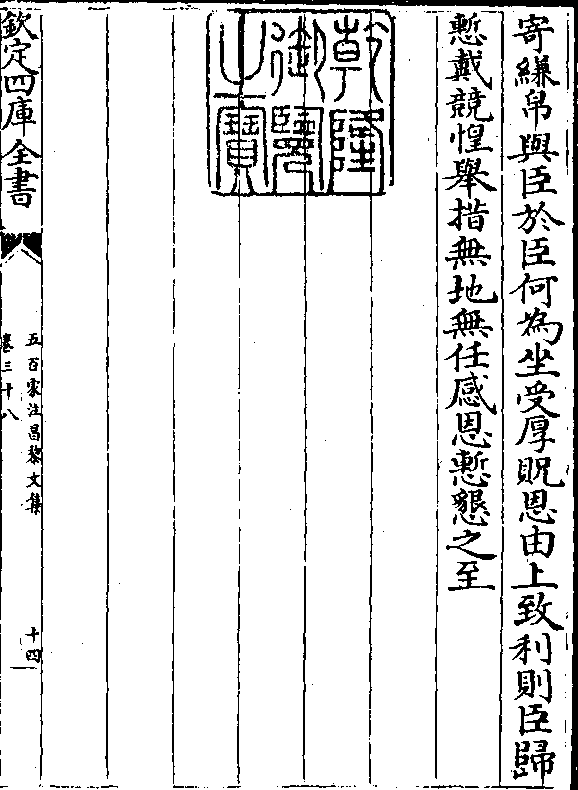 寄縑帛與臣於臣何為坐受厚貺恩由上致利則臣歸
慙戴競惶舉措無地無任感恩慙懇之至
乾隆
御覽
之寶
五百家注昌黎文集
十四
欽定四庫全書
卷三十八